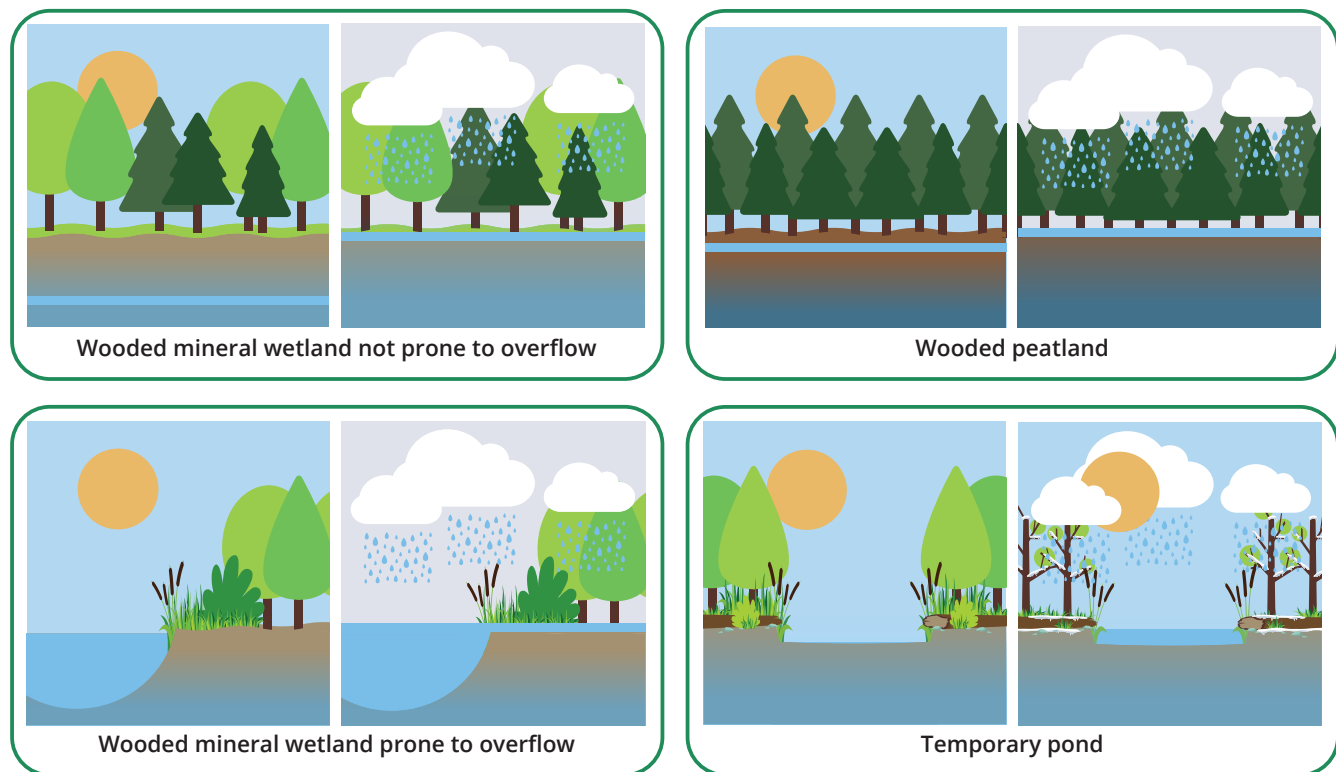 Wooded mineral wetland not prone to overflow
Wooded peatland
Wooded mineral wetland prone to overflow
Temporary pond